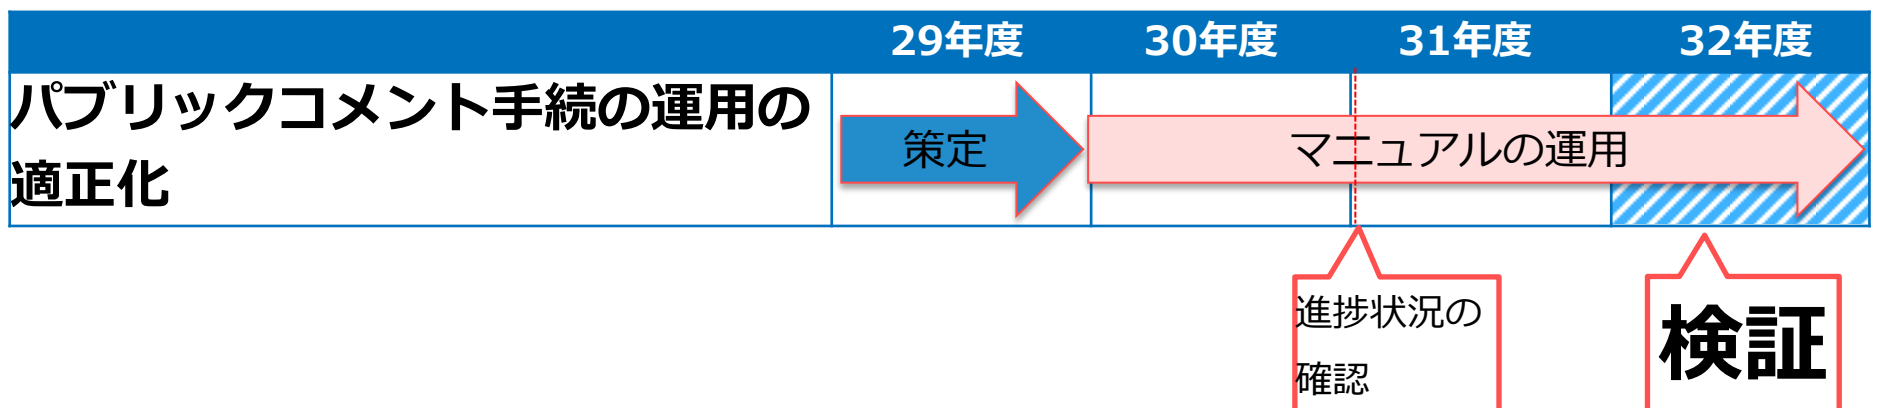 29年度 30年度 31年度 32年度
パブリックコメント手続の運用の
適正化
策定
マニュアルの運用
進捗状況の
確認
検証